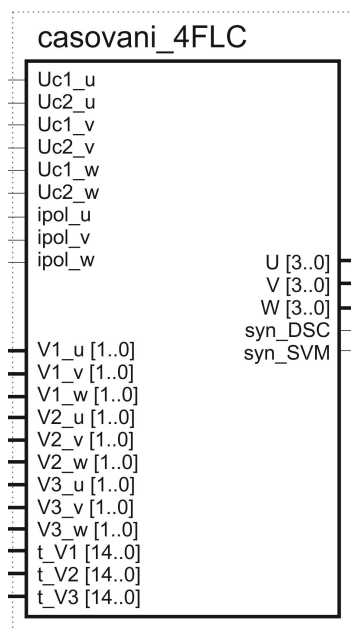 casovani_4FLC
Uc1_u
Uc2_u
Uc1_v
Uc2_v
Uc1_w
Uc2_w
ipol_u
ipol_v
ipol_w
U [3..0]
V [3..0]
W [3..0]
syn_DSC
syn_SVM
V1_u [1..0]
V1_v [1..0]
V1_w [1..0]
V2_u [1..0]
V2_v [1..0]
V2_w [1..0]
V3_u [1..0]
V3_v [1..0]
V3_w [1..0]
t_V1 [14..0]
t_V2 [14..0]
t_V3 [14..0]